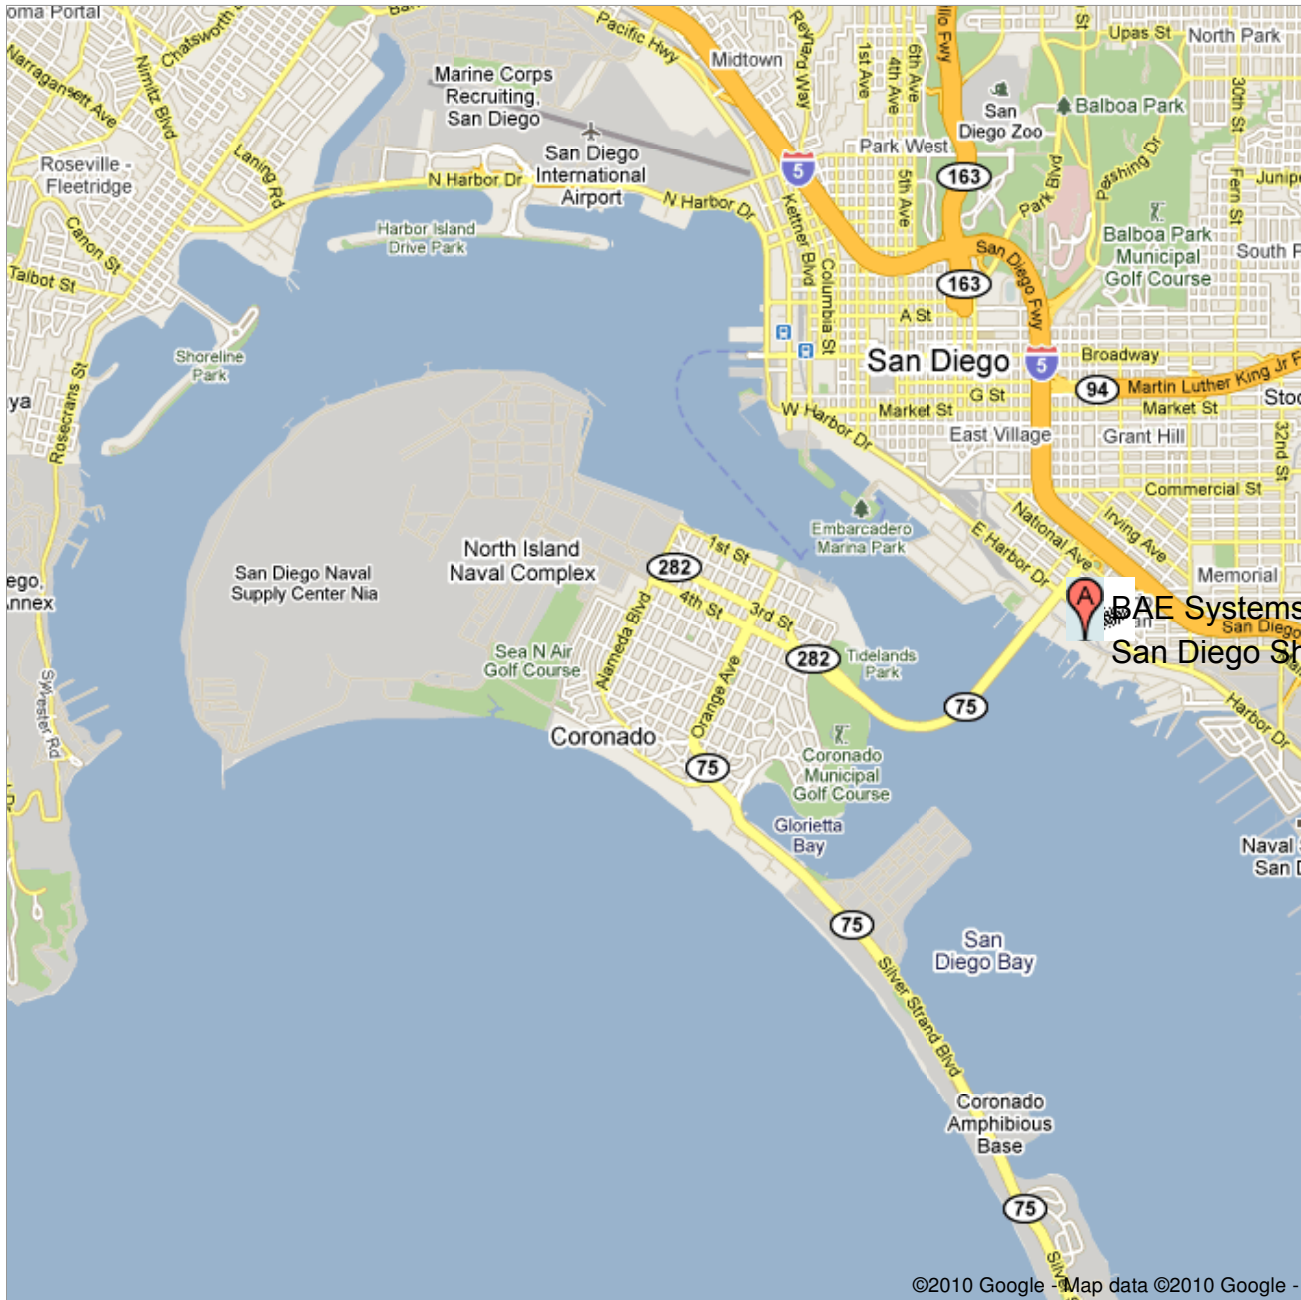 oma Portal
Chatsworth
Narragansett Ave
Nimitz Blvd
Pacific Hwy
Midtown
Reynard Way
1st Ave
4th Ave
6th Ave
Upas St
North Park
30th St
Marine Corps
Recruiting,
San Diego
San
Diego Zoo
Balboa Park
Roseville -
Fleetridge
Laning Rd
San Diego
International
Airport
Park West
5
163
5th Ave
Park Blvd
Pershing Dr
Fern St
Junipe
N Harbor Dr
N Harbor Dr
Kettner Blvd
Canon St
Harbor Island
Drive Park
Balboa Park
Municipal
Golf Course
South P
Talbot St
Columbia St
San Diego Fwy
163
A St
Shoreline
Park
San Diego
5
Broadway
94
Martin Luther King Jr F
Rosecrans St
ya
W Harbor Dr
Market St
G St
Market St
Stoc
East Village
Grant Hill
32nd St
Commercial St
Embarcadero
Marina Park
National Ave
Irving Ave
E Harbor Dr
North Island
Naval Complex
282
1st St
San Diego Naval
Supply Center Nia
ego,
Annex
Memorial
Alameda Blvd
4th St
3rd St
A
BAE Systems
San Diego Sh
San Diego
Sea N Air
Golf Course
282
Tidelands
Park
Orange Ave
75
Harbor Dr
Sylvester Rd
Coronado
75
Coronado
Municipal
Golf Course
Glorietta
Bay
Naval
San D
75
San
Diego Bay
Silver Strand Blvd
Coronado
Amphibious
Base
75
©2010 Google - Map data ©2010 Google -